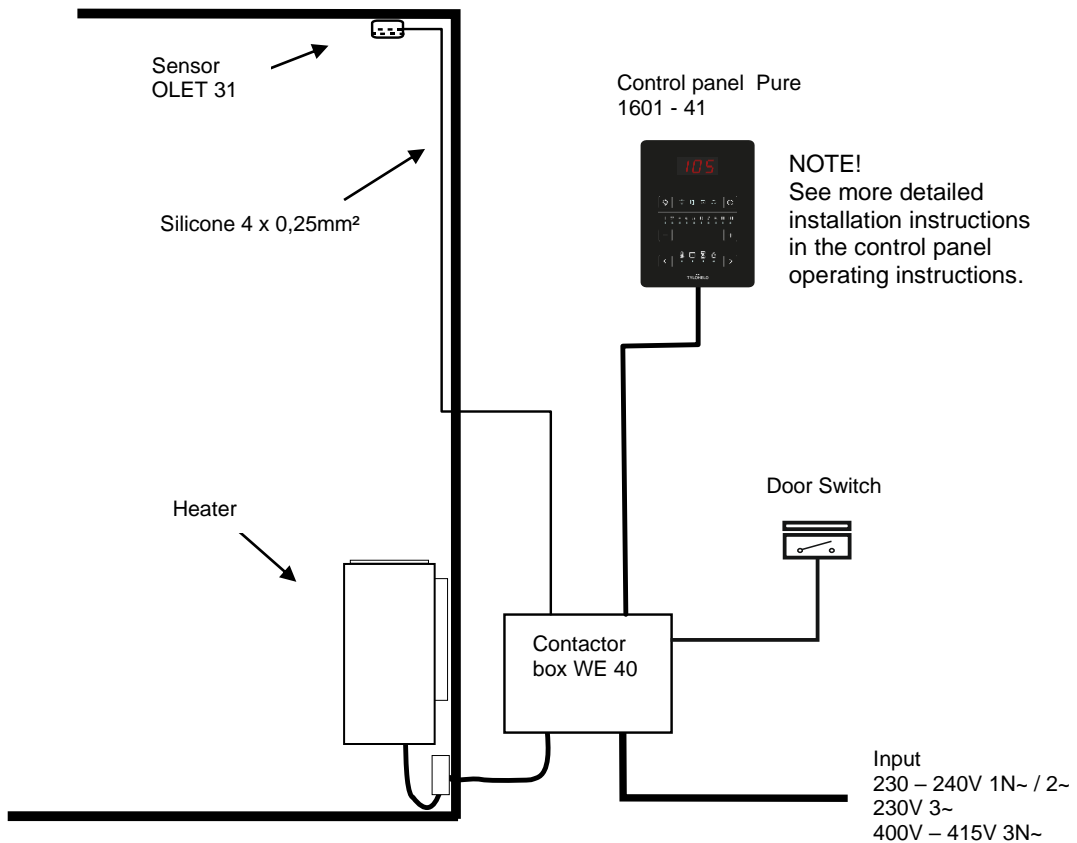 Sensor
OLET 31
Silicone 4 x 0,25mm²
Control panel  Pure
1601 - 41
105
TYLÖHELO
NOTE!
See more detailed
installation instructions
in the control panel
operating instructions.
Heater
Door Switch
Contactor
box WE 40
Input
230 – 240V 1N~ / 2~
230V 3~
400V – 415V 3N~